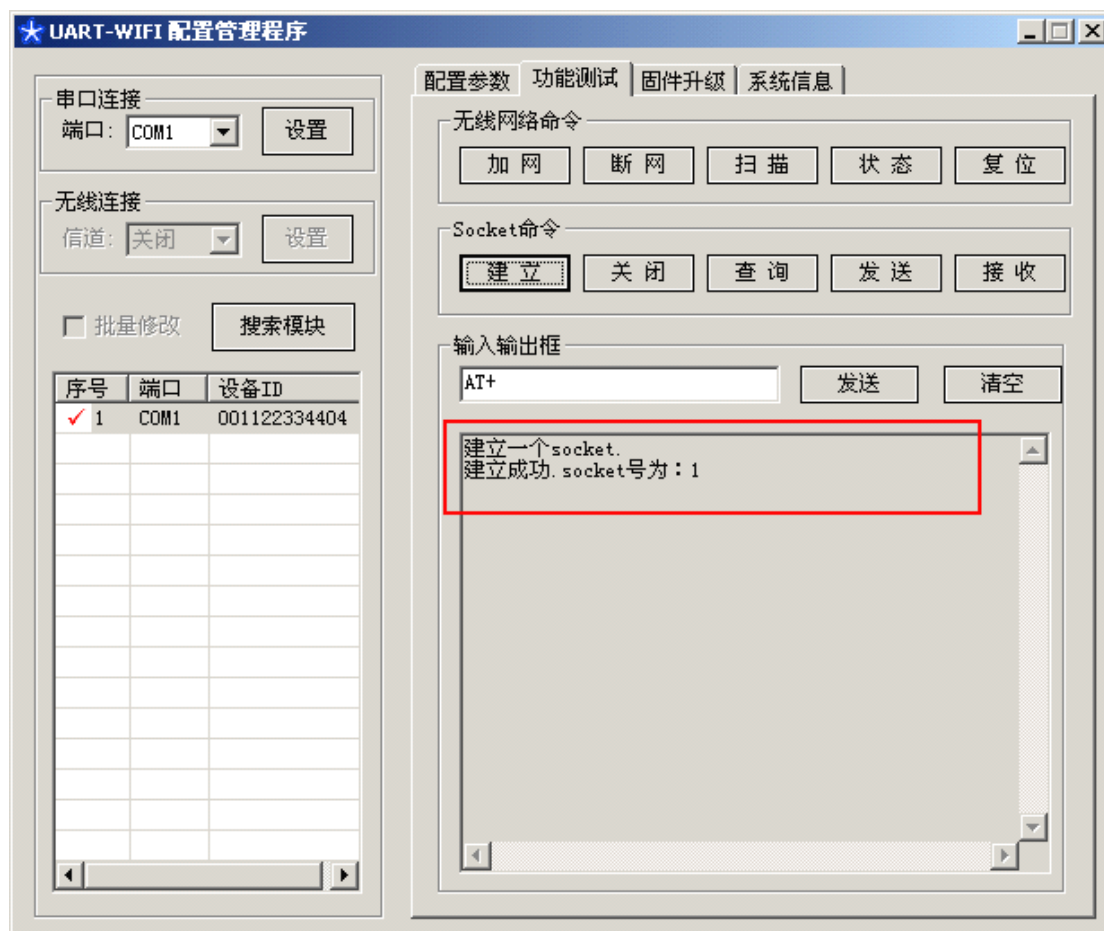 UART-WIFI 配置管理程序
串口连接
端口: COM1 设置
无线连接
信道: 关闭 设置
批量修改 搜索模块
序号 端口 设备ID
1 COM1 001122334404
配置参数 功能测试 固件升级 系统信息
无线网络命令
加 网 断 网 扫 描 状 态 复 位
Socket命令
建 立 关 闭 查 询 发 送 接 收
输入输出框
AT+ 发送 清空
建立一个socket.
建立成功.socket号为：1